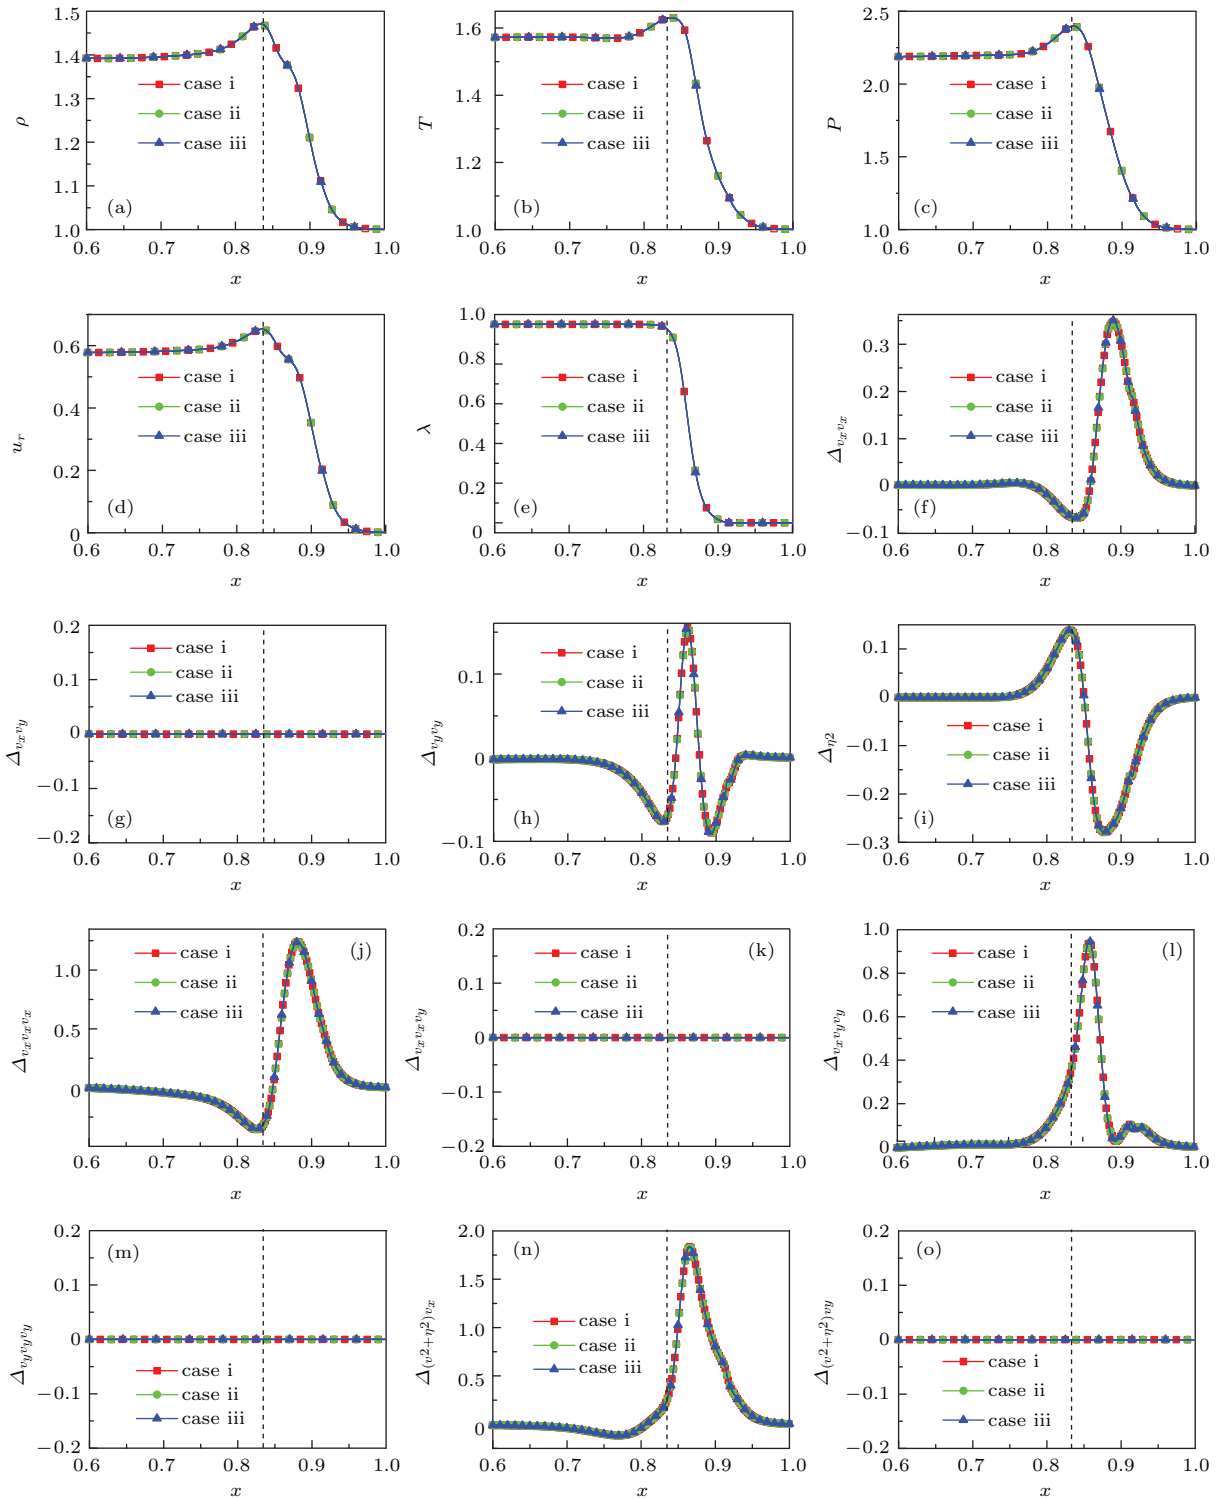 1.5
1.4
1.3
1.2
1.1
1.0
ρ
case i
case ii
case iii
(a)
0.6 0.7 0.8 0.9 1.0
x
1.6
1.4
1.2
1.0
T
case i
case ii
case iii
(b)
0.6 0.7 0.8 0.9 1.0
x
2.5
2.0
1.5
1.0
P
case i
case ii
case iii
(c)
0.6 0.7 0.8 0.9 1.0
x
0.6
0.4
0.2
0
u_r
case i
case ii
case iii
(d)
0.6 0.7 0.8 0.9 1.0
x
1.0
0.8
0.6
0.4
0.2
0
λ
case i
case ii
case iii
(e)
0.6 0.7 0.8 0.9 1.0
x
0.3
0.2
0.1
0
−0.1
Δ_{v_x v_x}
case i
case ii
case iii
(f)
0.6 0.7 0.8 0.9 1.0
x
0.2
0.1
0
−0.1
−0.2
Δ_{v_x v_y}
case i
case ii
case iii
(g)
0.6 0.7 0.8 0.9 1.0
x
0.1
0
−0.1
Δ_{v_y v_y}
case i
case ii
case iii
(h)
0.6 0.7 0.8 0.9 1.0
x
0.1
0
−0.1
−0.2
−0.3
Δ_{η2}
case i
case ii
case iii
(i)
0.6 0.7 0.8 0.9 1.0
x
1.0
0.5
0
Δ_{v_x v_x v_x}
case i
case ii
case iii
(j)
0.6 0.7 0.8 0.9 1.0
x
0.2
0.1
0
−0.1
−0.2
Δ_{v_x v_x v_y}
case i
case ii
case iii
(k)
0.6 0.7 0.8 0.9 1.0
x
1.0
0.8
0.6
0.4
0.2
0
Δ_{v_x v_y v_y}
case i
case ii
case iii
(l)
0.6 0.7 0.8 0.9 1.0
x
0.2
0.1
0
−0.1
−0.2
Δ_{v_y v_y v_y}
case i
case ii
case iii
(m)
0.6 0.7 0.8 0.9 1.0
x
2.0
1.5
1.0
0.5
0
Δ_{(v²+η²)v_x}
case i
case ii
case iii
(n)
0.6 0.7 0.8 0.9 1.0
x
0.2
0.1
0
−0.1
−0.2
Δ_{(v²+η²)v_y}
case i
case ii
case iii
(o)
0.6 0.7 0.8 0.9 1.0
x